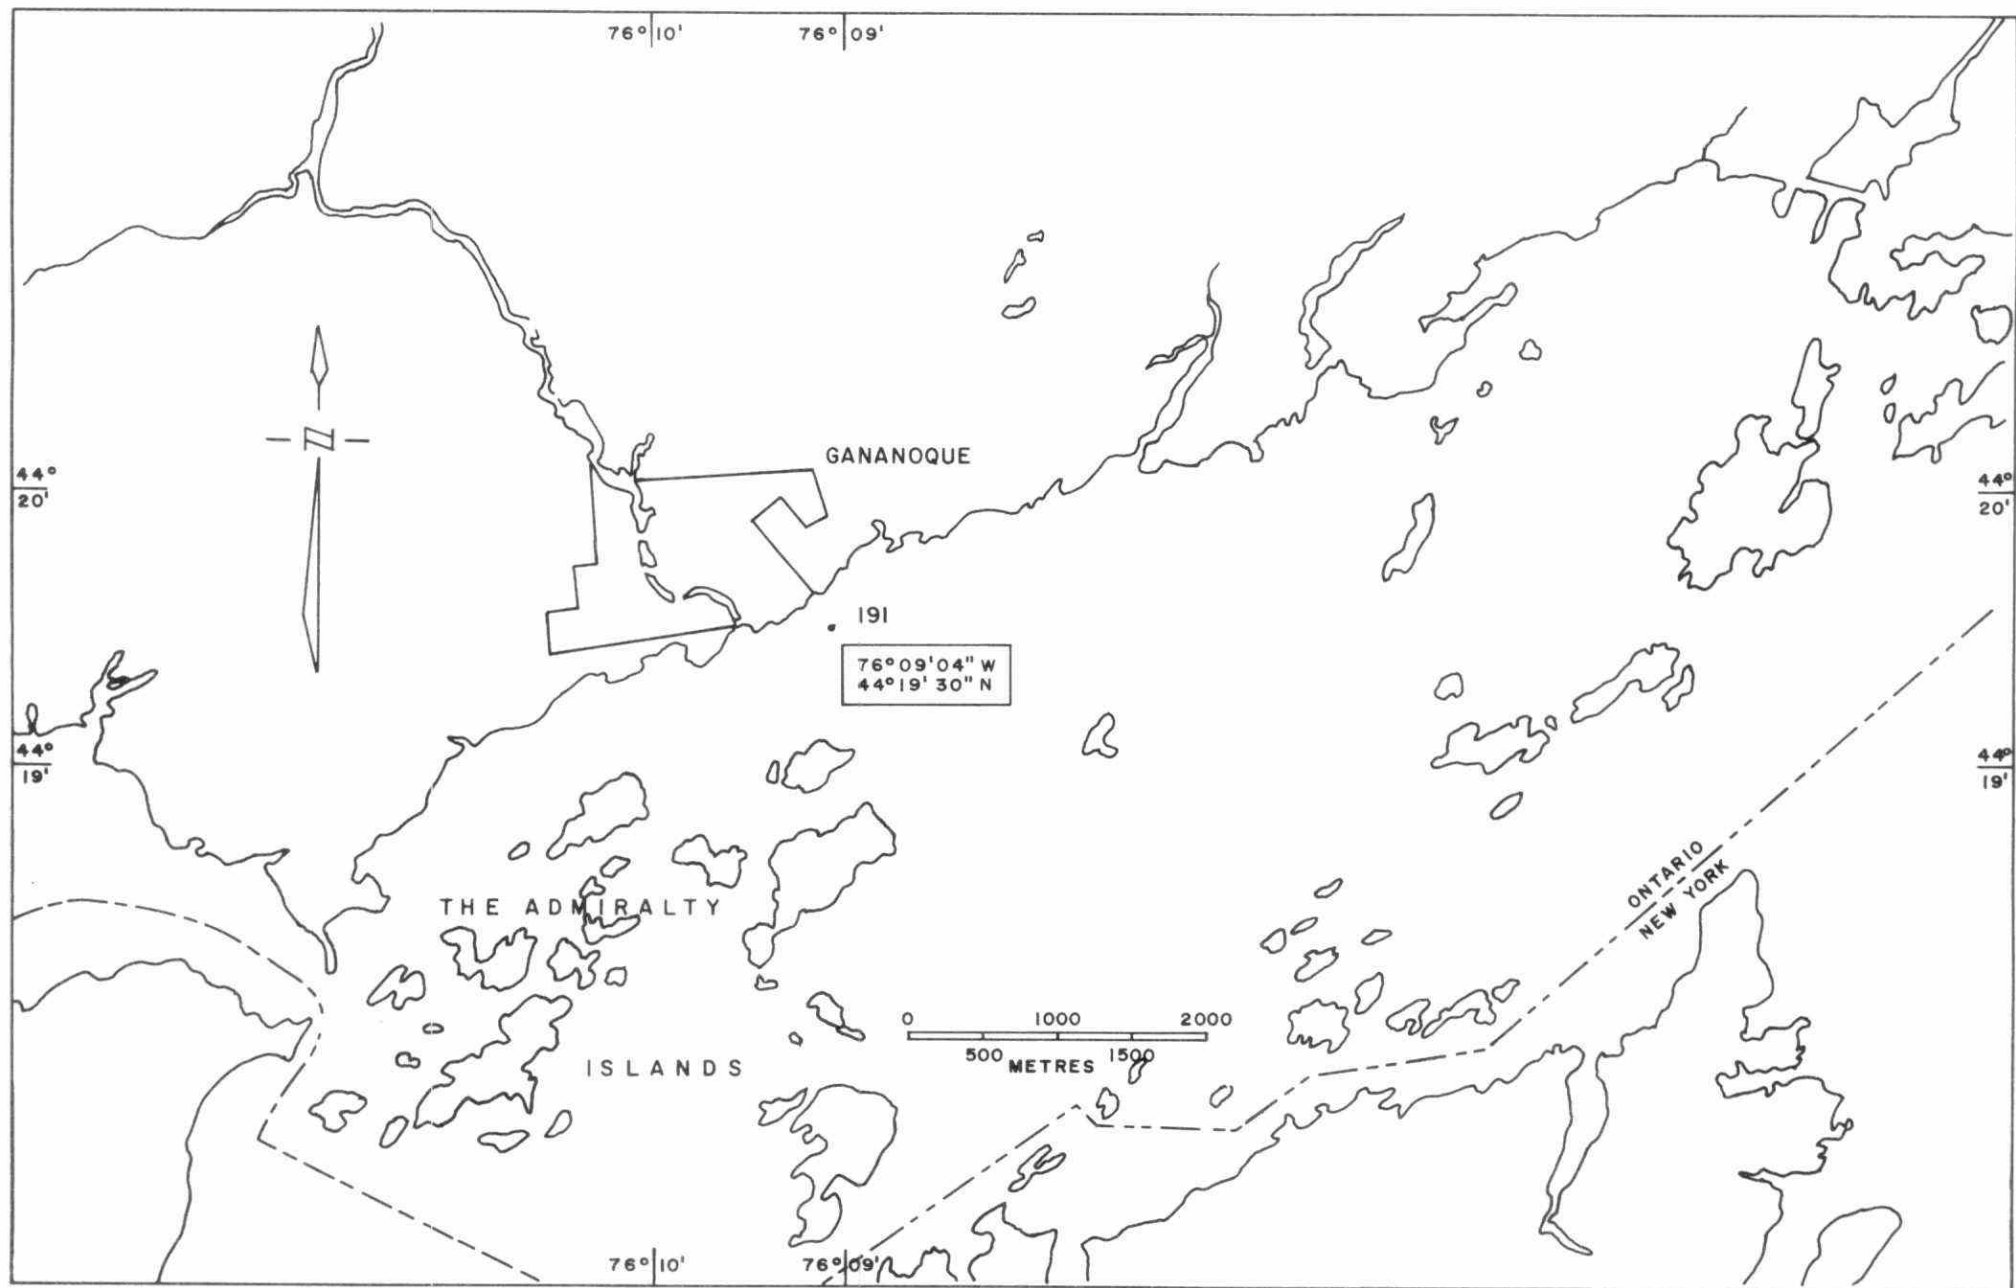 76°10' 76°09'
N
GANANOQUE
44°
20'
44°
20'
191
76°09'04" W
44°19'30" N
44°
19'
44°
19'
ONTARIO
NEW YORK
THE ADMIRALTY
ISLANDS
0 1000 2000
500 METRES 1500
76°10' 76°09'